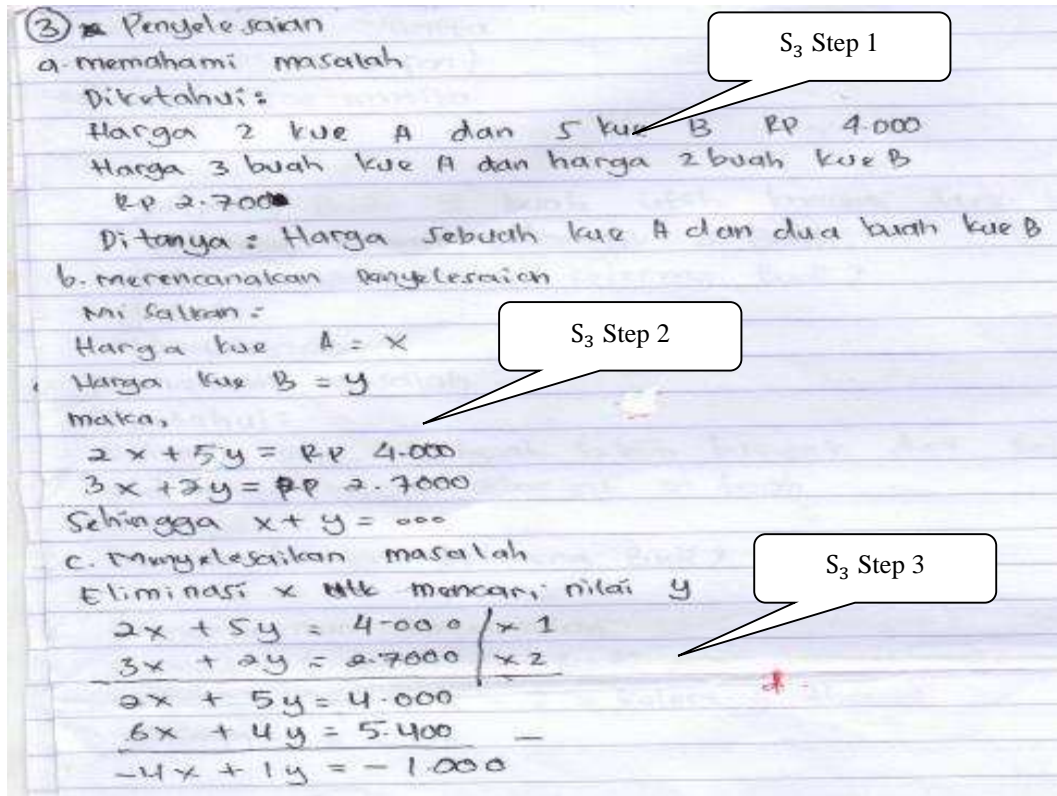 ③ Penyelesaian
S₃ Step 1
a. memahami masalah
Diketahui:
Harga 2 kue A dan 5 kue B RP 4.000
Harga 3 buah kue A dan harga 2 buah kue B
RP 2.700
Ditanya: Harga sebuah kue A dan dua buah kue B
b. merencanakan penyelesaian
Misalkan:
S₃ Step 2
Harga kue A = x
Harga kue B = y
maka,
2x + 5y = RP 4.000
3x + 2y = RP 2.7000
Sehingga x + y = ...
c. menyelesaikan masalah
S₃ Step 3
Eliminasi x utk mencari nilai y
2x + 5y = 4.000 | x 1
3x + 2y = 2.7000 | x 2
2x + 5y = 4.000
6x + 4y = 5.400 —
-4x + 1y = - 1.000